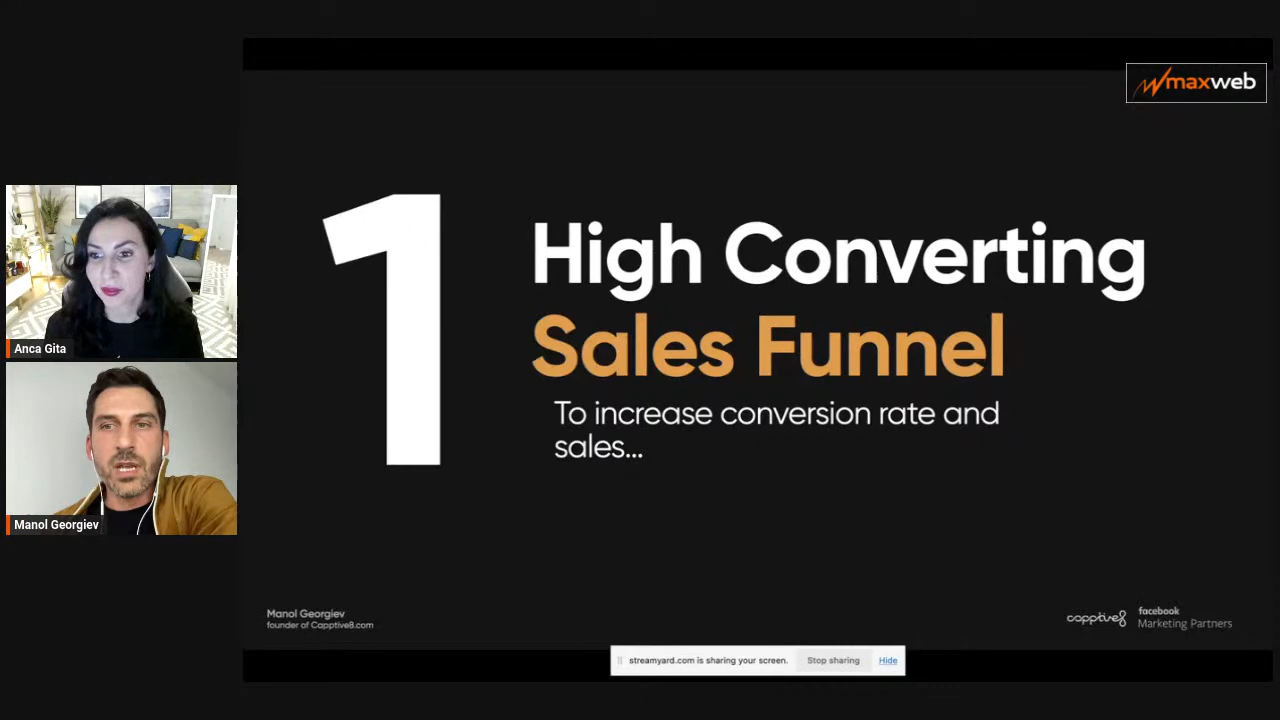 maxweb
1
High Converting
Sales Funnel
To increase conversion rate and
sales...
Anca Gita
Manol Georgiev
Manol Georgiev
founder of Capptive8.com
capptive8
facebook
Marketing Partners
streamyard.com is sharing your screen.
Stop sharing
Hide